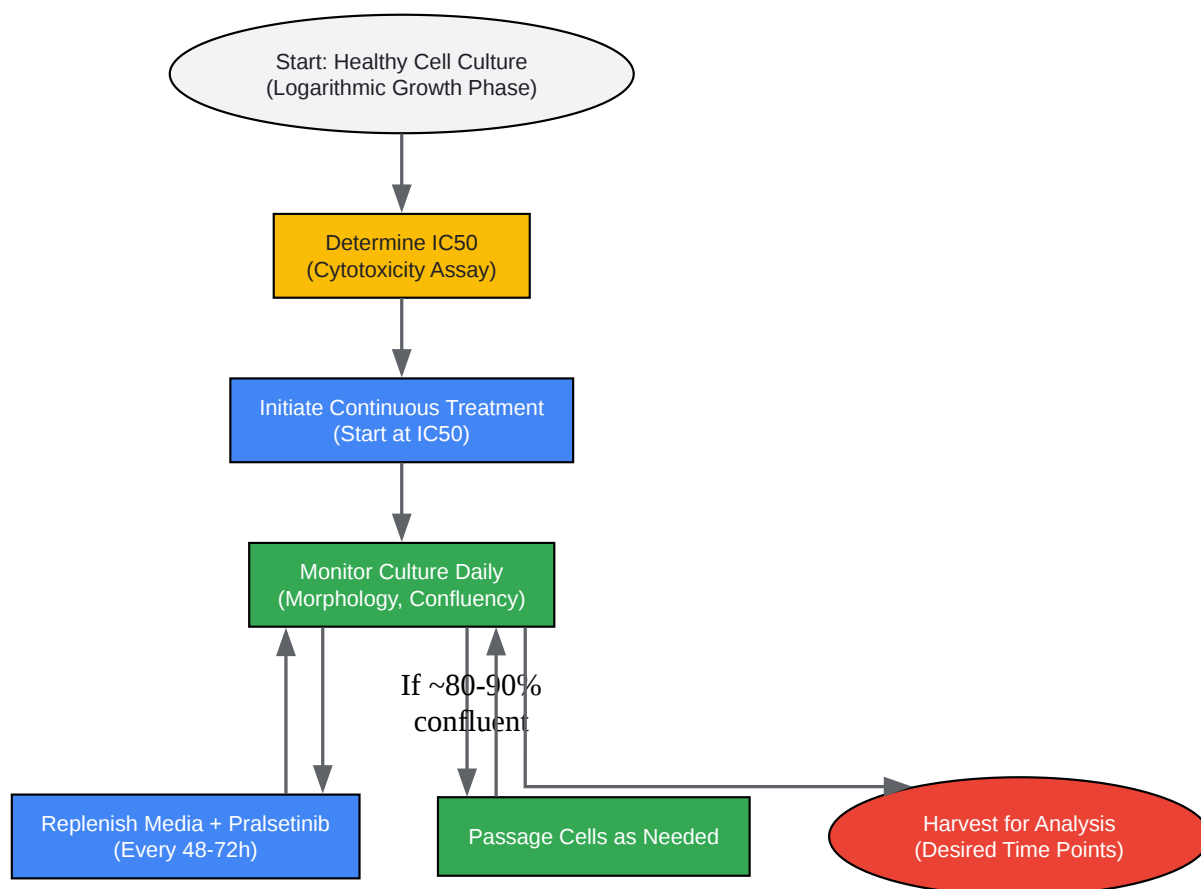 Start: Healthy Cell Culture
(Logarithmic Growth Phase)
Determine IC50
(Cytotoxicity Assay)
Initiate Continuous Treatment
(Start at IC50)
Monitor Culture Daily
(Morphology, Confluency)
If ~80-90%
confluent
Replenish Media + Pralsetinib
(Every 48-72h)
Passage Cells as Needed
Harvest for Analysis
(Desired Time Points)